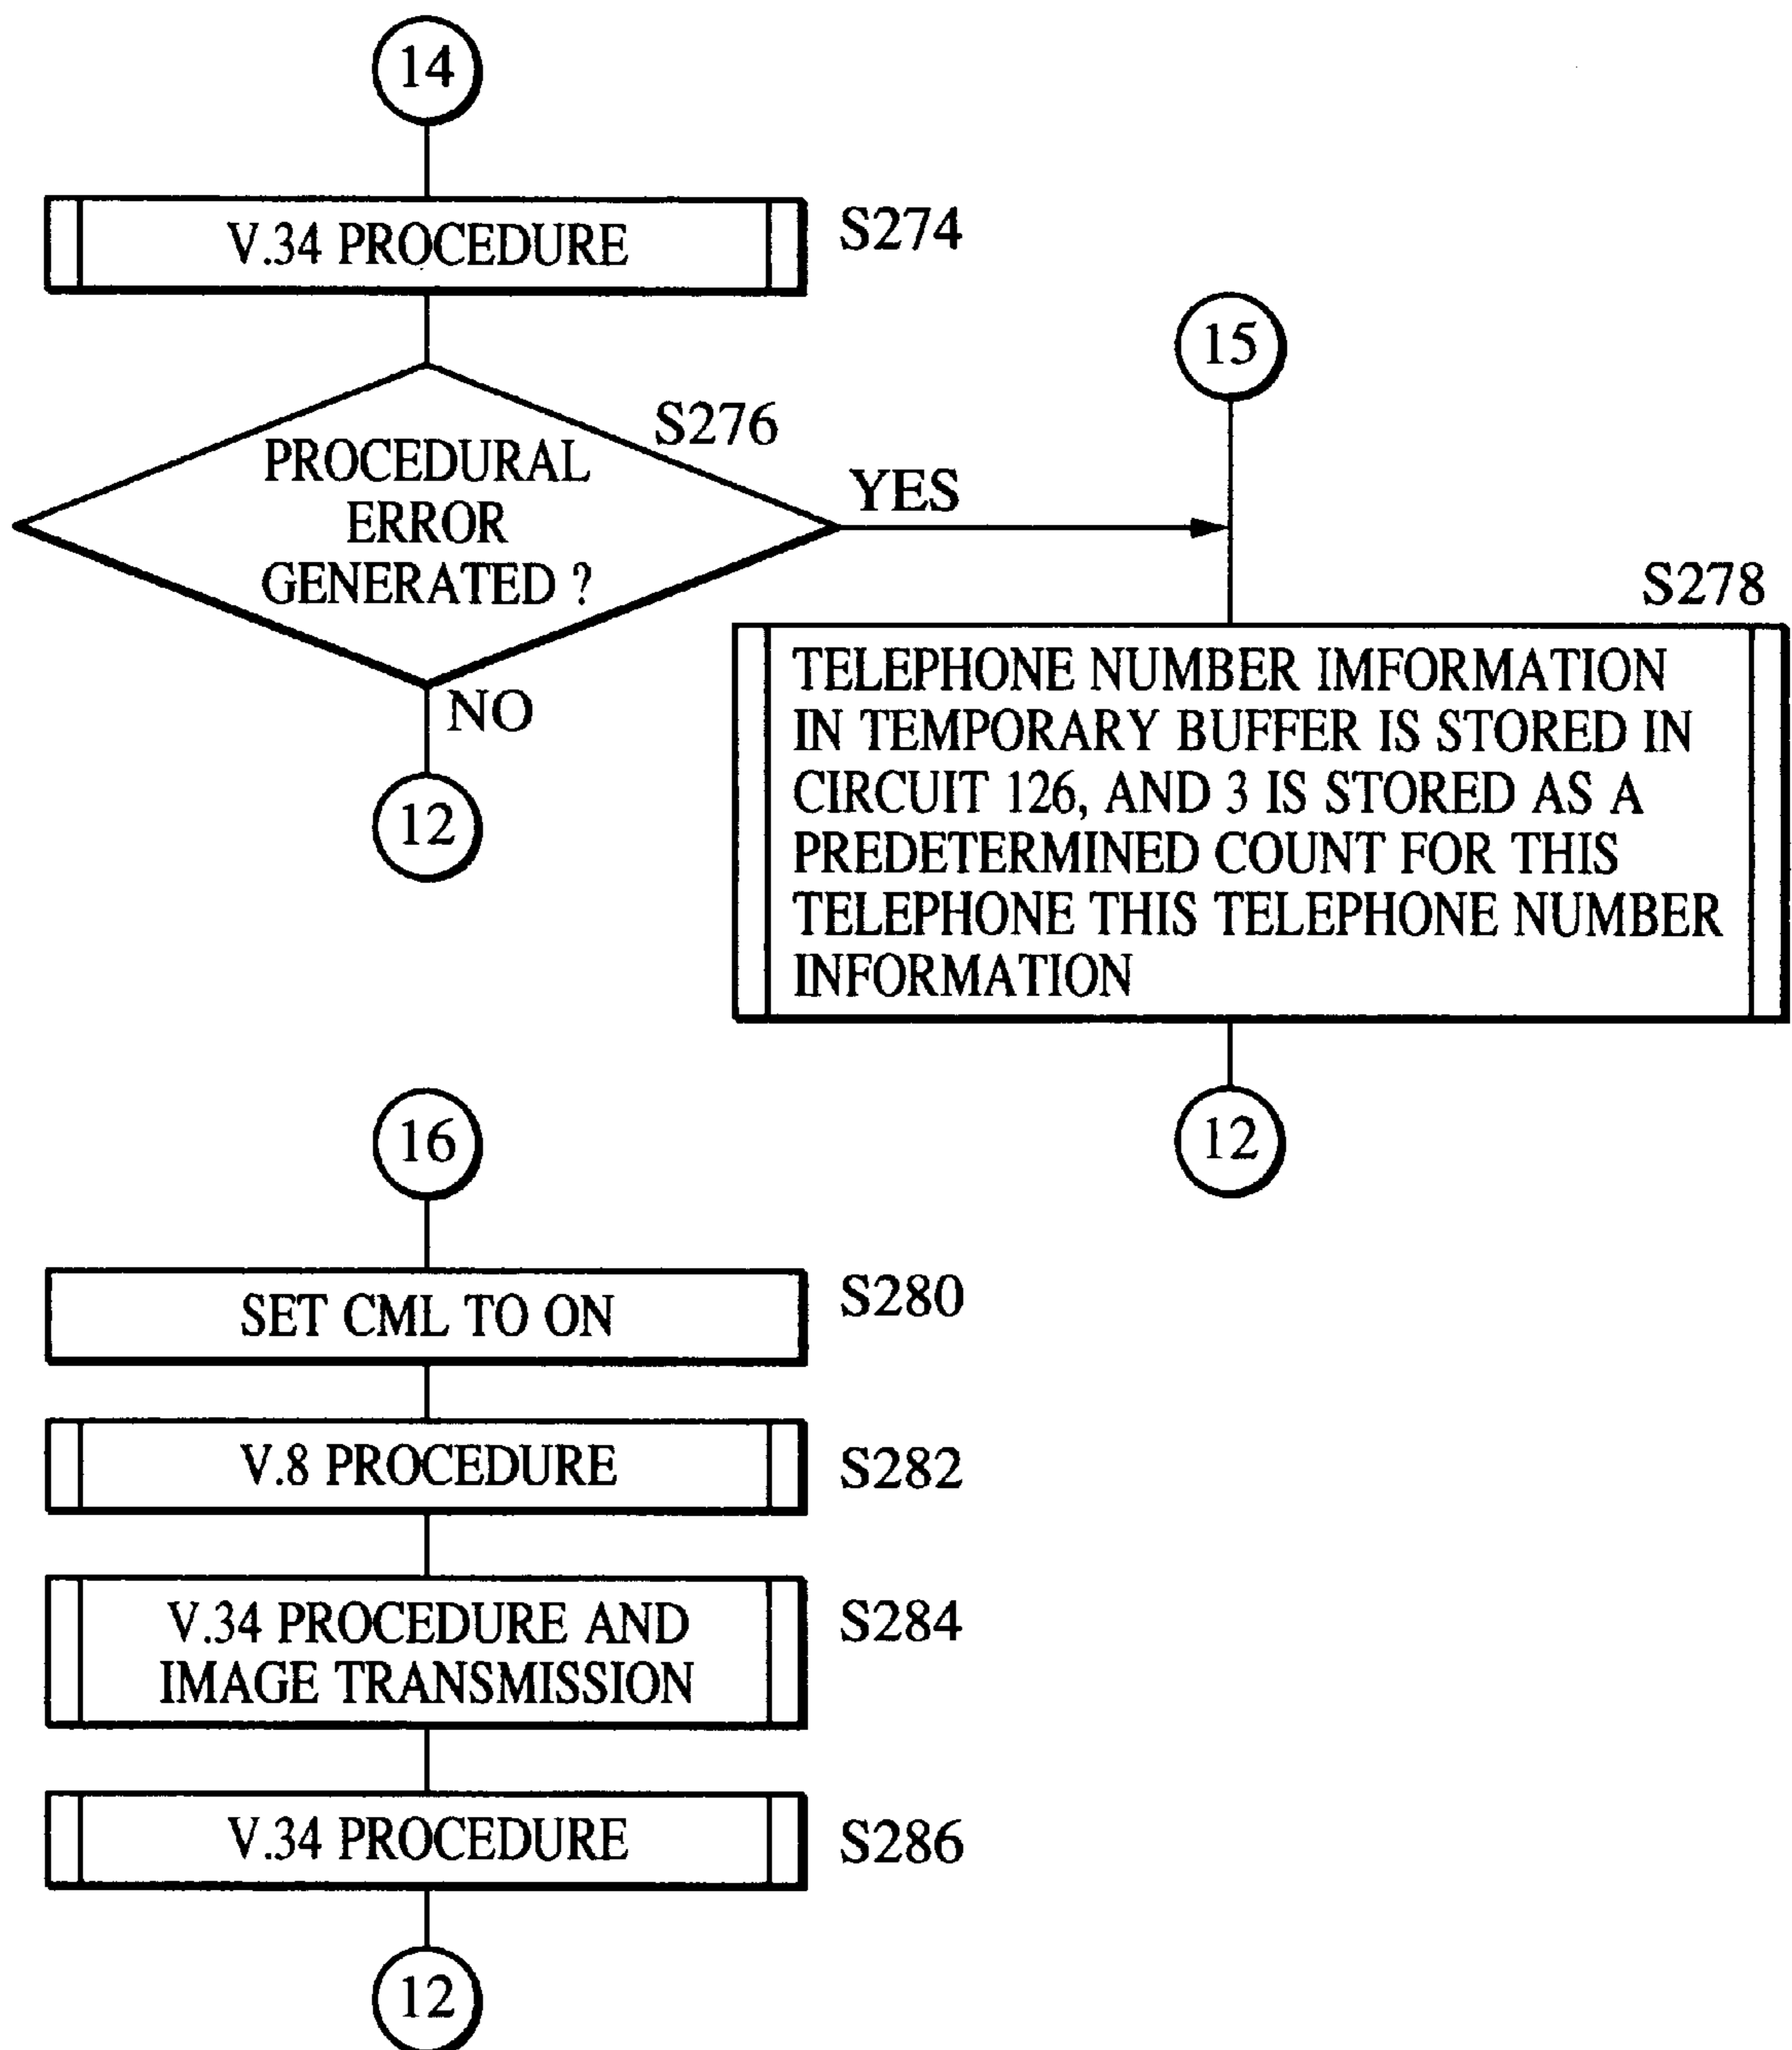 14
V.34 PROCEDURE
S274
PROCEDURAL
ERROR
GENERATED ?
S276
YES
NO
12
15
S278
TELEPHONE NUMBER IMFORMATION
IN TEMPORARY BUFFER IS STORED IN
CIRCUIT 126, AND 3 IS STORED AS A
PREDETERMINED COUNT FOR THIS
TELEPHONE THIS TELEPHONE NUMBER
INFORMATION
12
16
SET CML TO ON
S280
V.8 PROCEDURE
S282
V.34 PROCEDURE AND
IMAGE TRANSMISSION
S284
V.34 PROCEDURE
S286
12